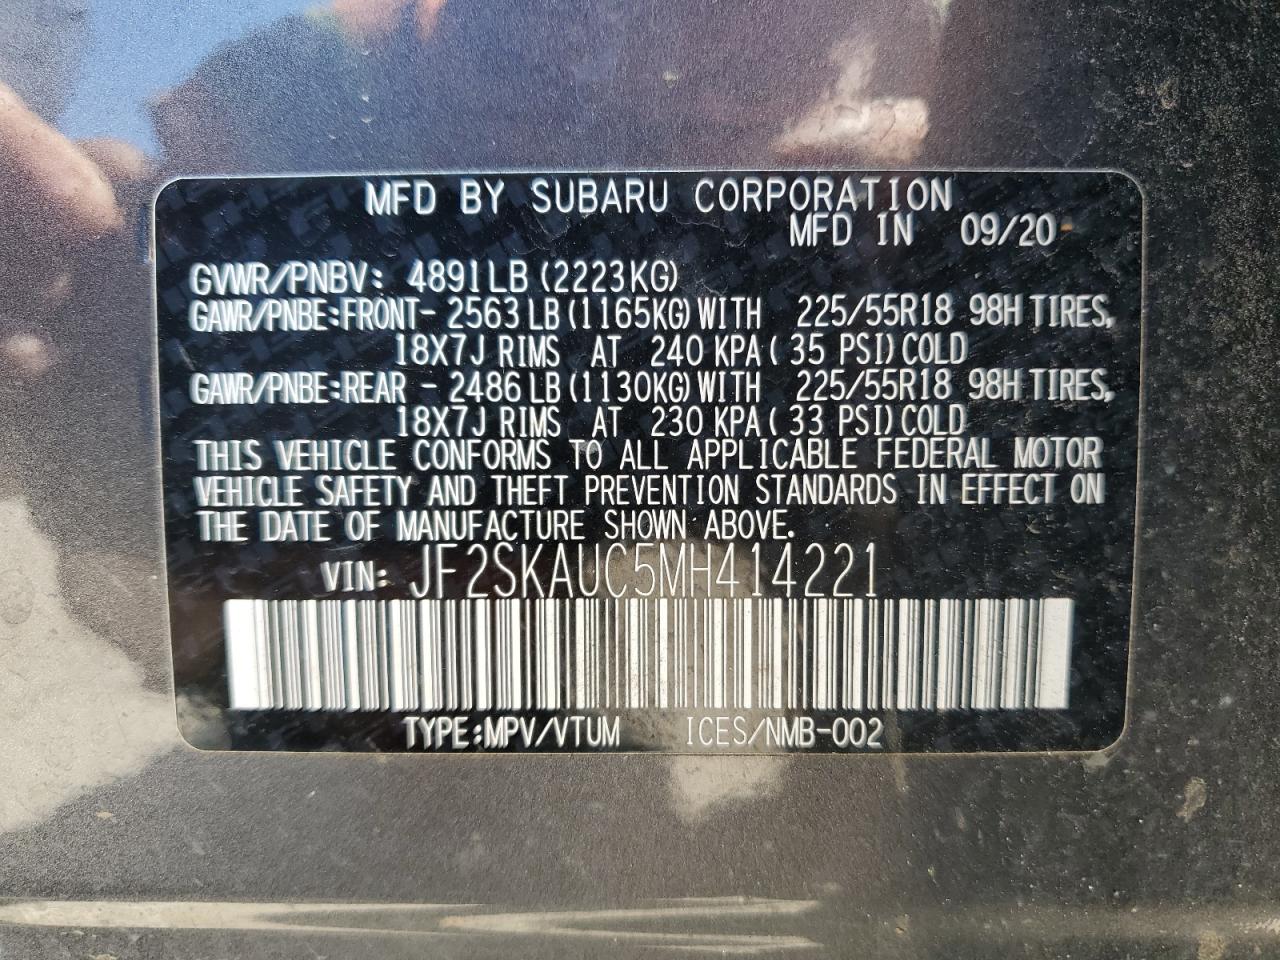 MFD BY SUBARU CORPORATION
MFD IN 09/20
GVWR/PNBV: 4891LB (2223KG)
GAWR/PNBE:FRONT- 2563 LB (1165KG) WITH 225/55R18 98H TIRES,
18X7J RIMS AT 240 KPA ( 35 PSI) COLD
GAWR/PNBE:REAR - 2486 LB (1130KG) WITH 225/55R18 98H TIRES,
18X7J RIMS AT 230 KPA ( 33 PSI) COLD
THIS VEHICLE CONFORMS TO ALL APPLICABLE FEDERAL MOTOR
VEHICLE SAFETY AND THEFT PREVENTION STANDARDS IN EFFECT ON
THE DATE OF MANUFACTURE SHOWN ABOVE.
VIN: JF2SKAUC5MH414221
TYPE:MPV/VTUM ICES/NMB-002